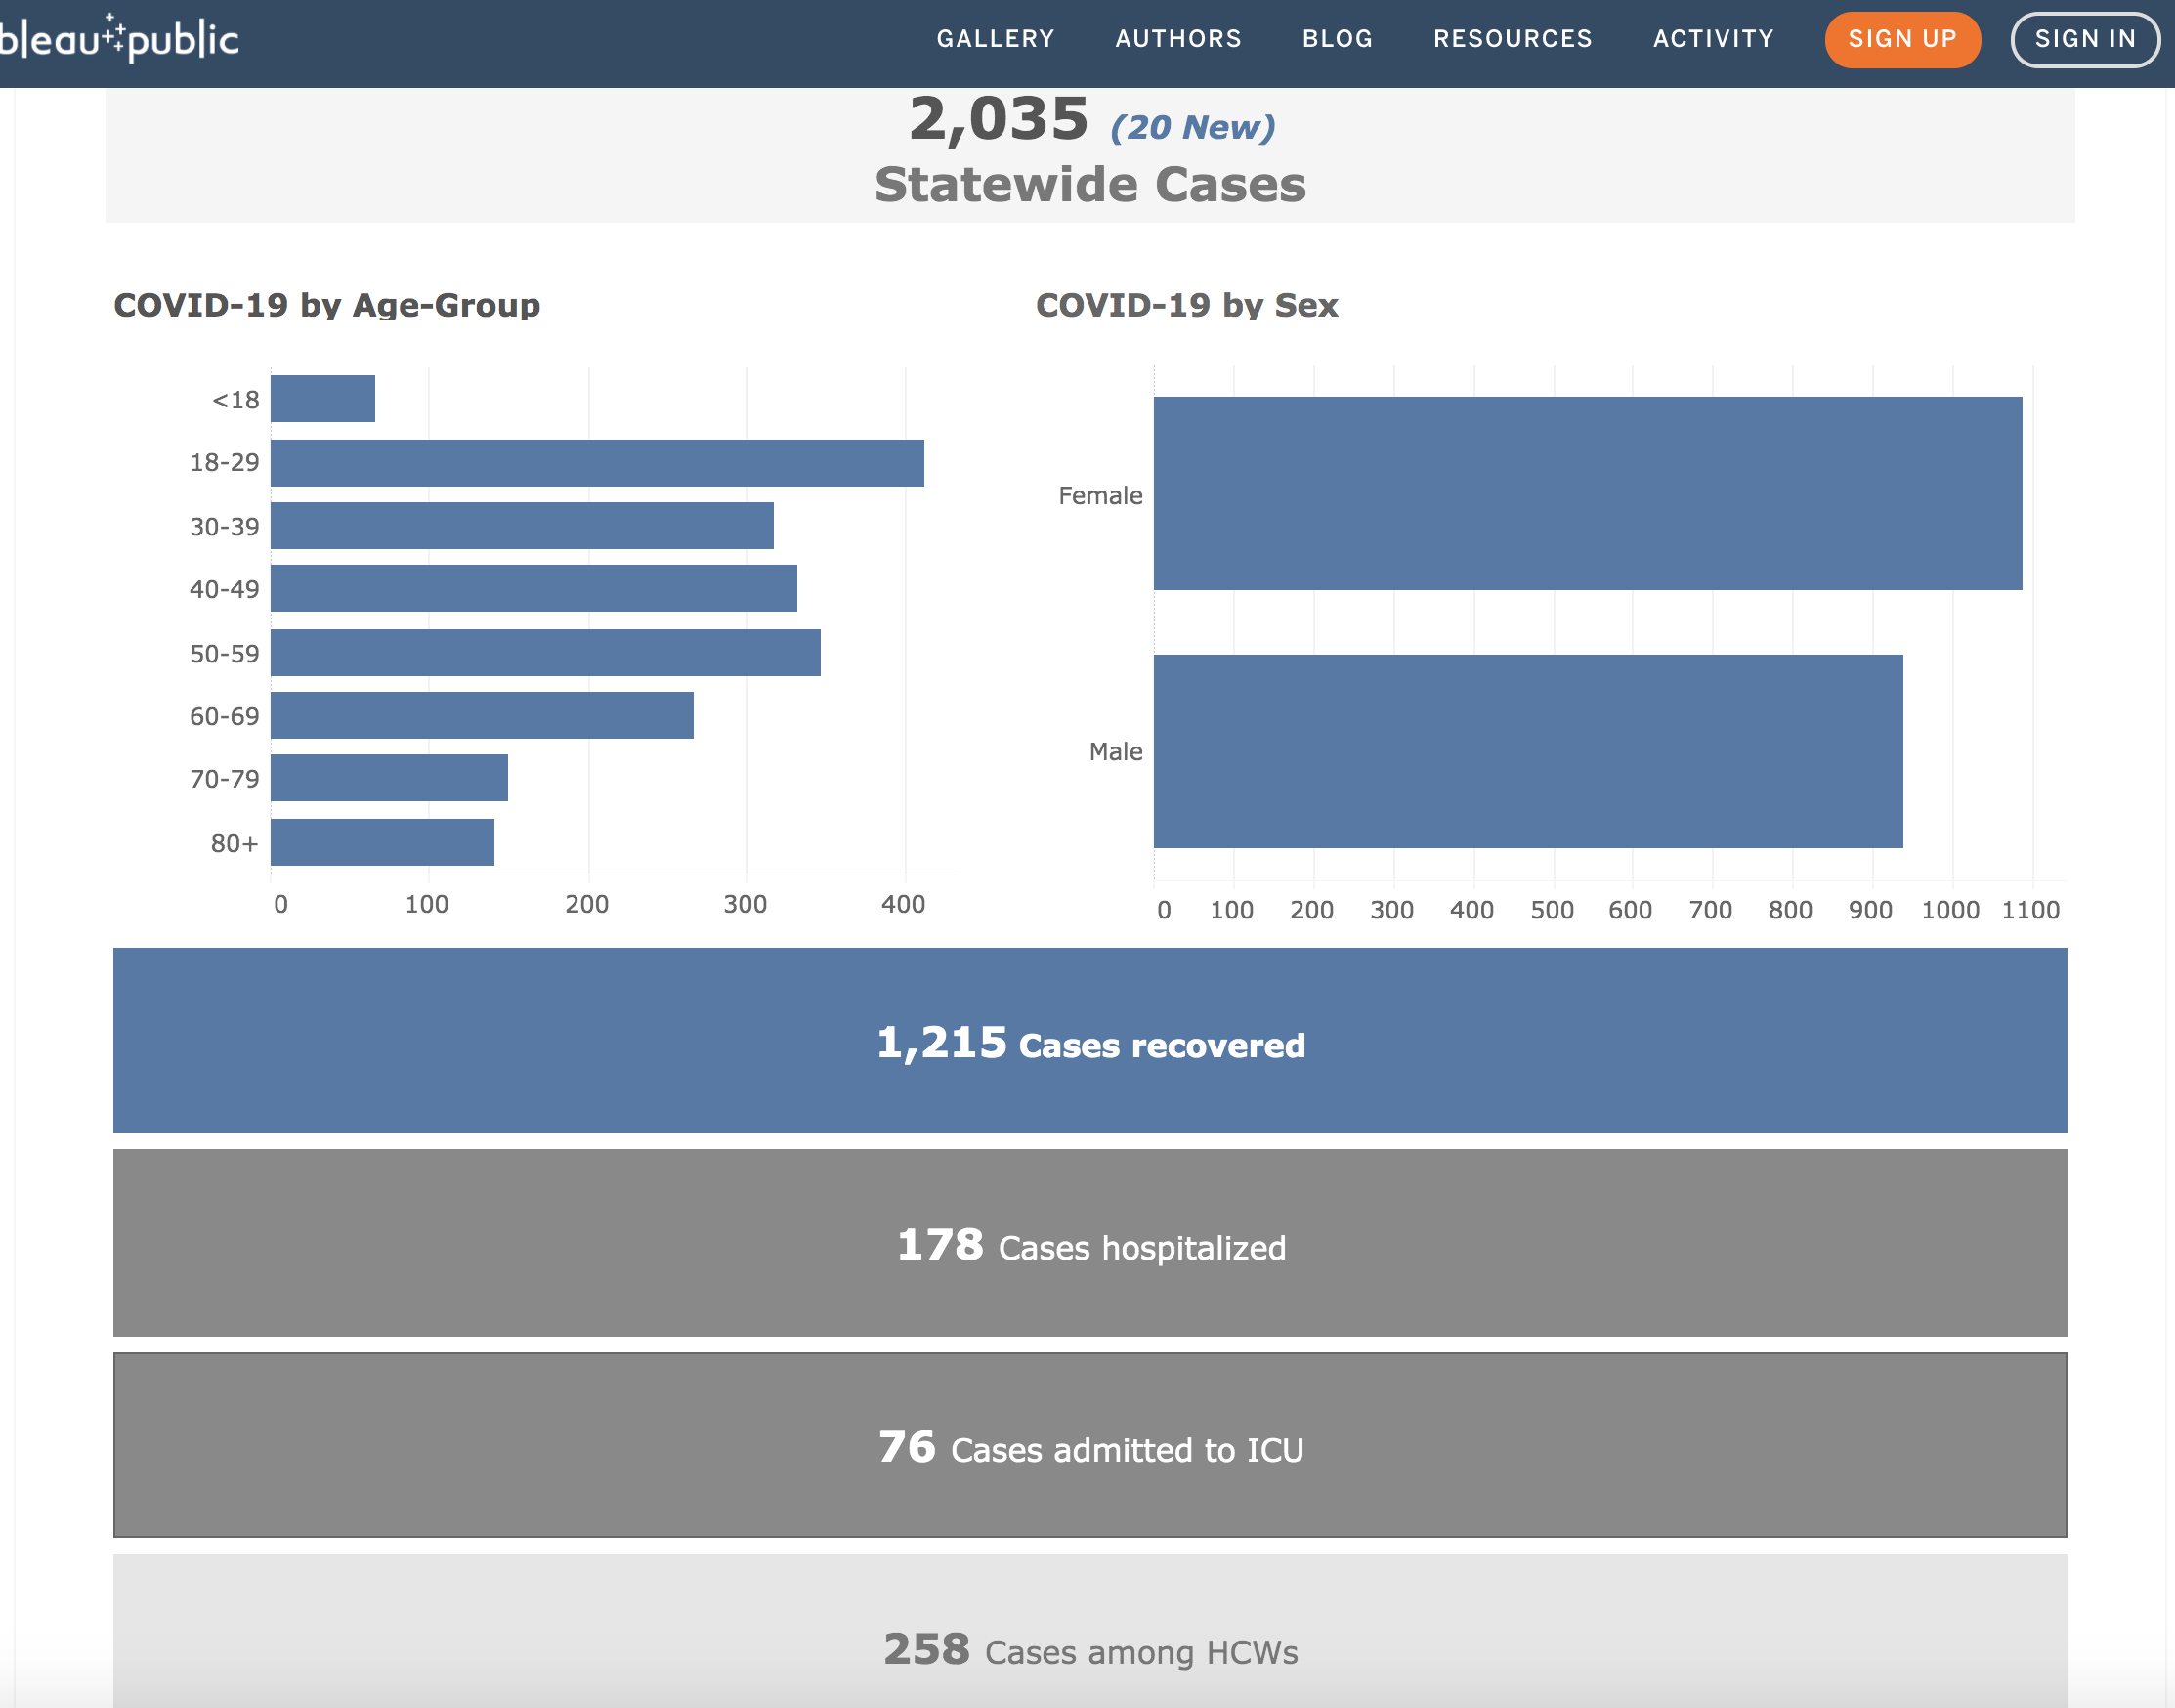 bleau public GALLERY AUTHORS BLOG RESOURCES ACTIVITY SIGN UP SIGN IN
2,035 (20 New)
Statewide Cases
COVID-19 by Age-Group
<18
18-29
30-39
40-49
50-59
60-69
70-79
80+
0 100 200 300 400
COVID-19 by Sex
Female
Male
0 100 200 300 400 500 600 700 800 900 1000 1100
1,215 Cases recovered
178 Cases hospitalized
76 Cases admitted to ICU
258 Cases among HCWs